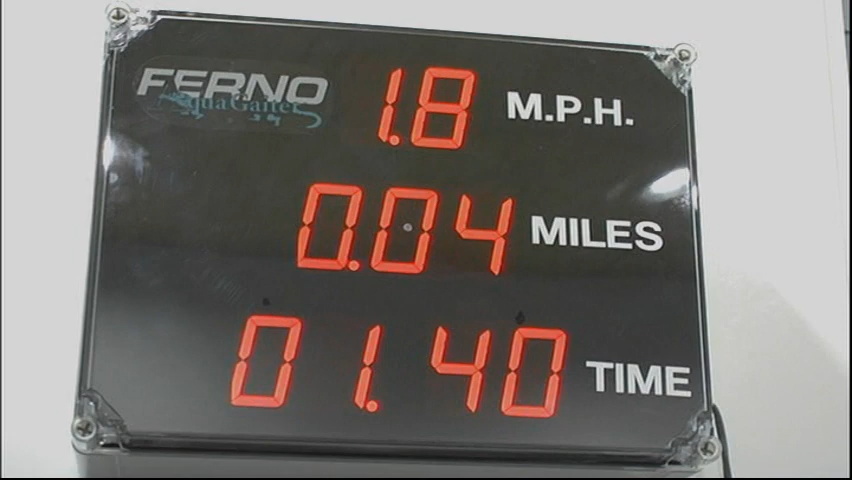 FERNO
AquaGaiter
1.8 M.P.H.
0.04 MILES
01.40 TIME